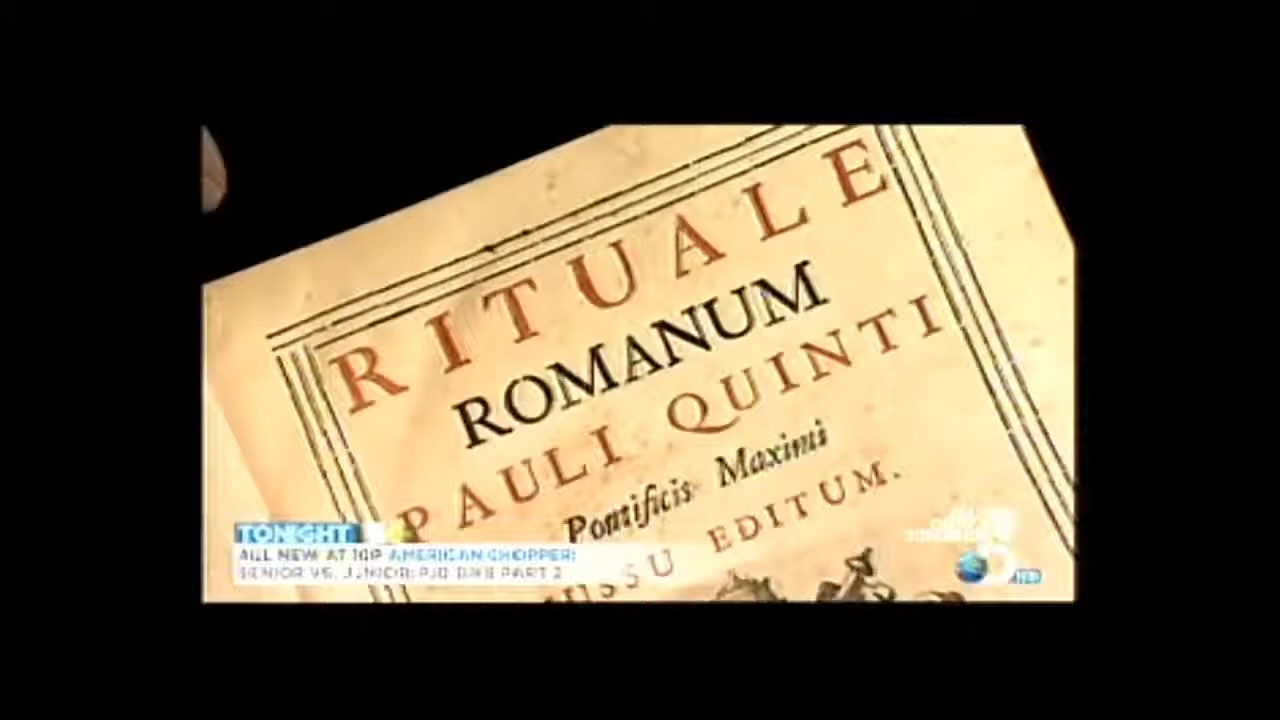 RITUALE
ROMANUM
PAULI QUINTI
Pontificis Maximi
IUSSU EDITUM.
TONIGHT
ALL NEW AT 10P AMERICAN CHOPPER:
SENIOR VS. JUNIOR: PJD BIKE PART 2